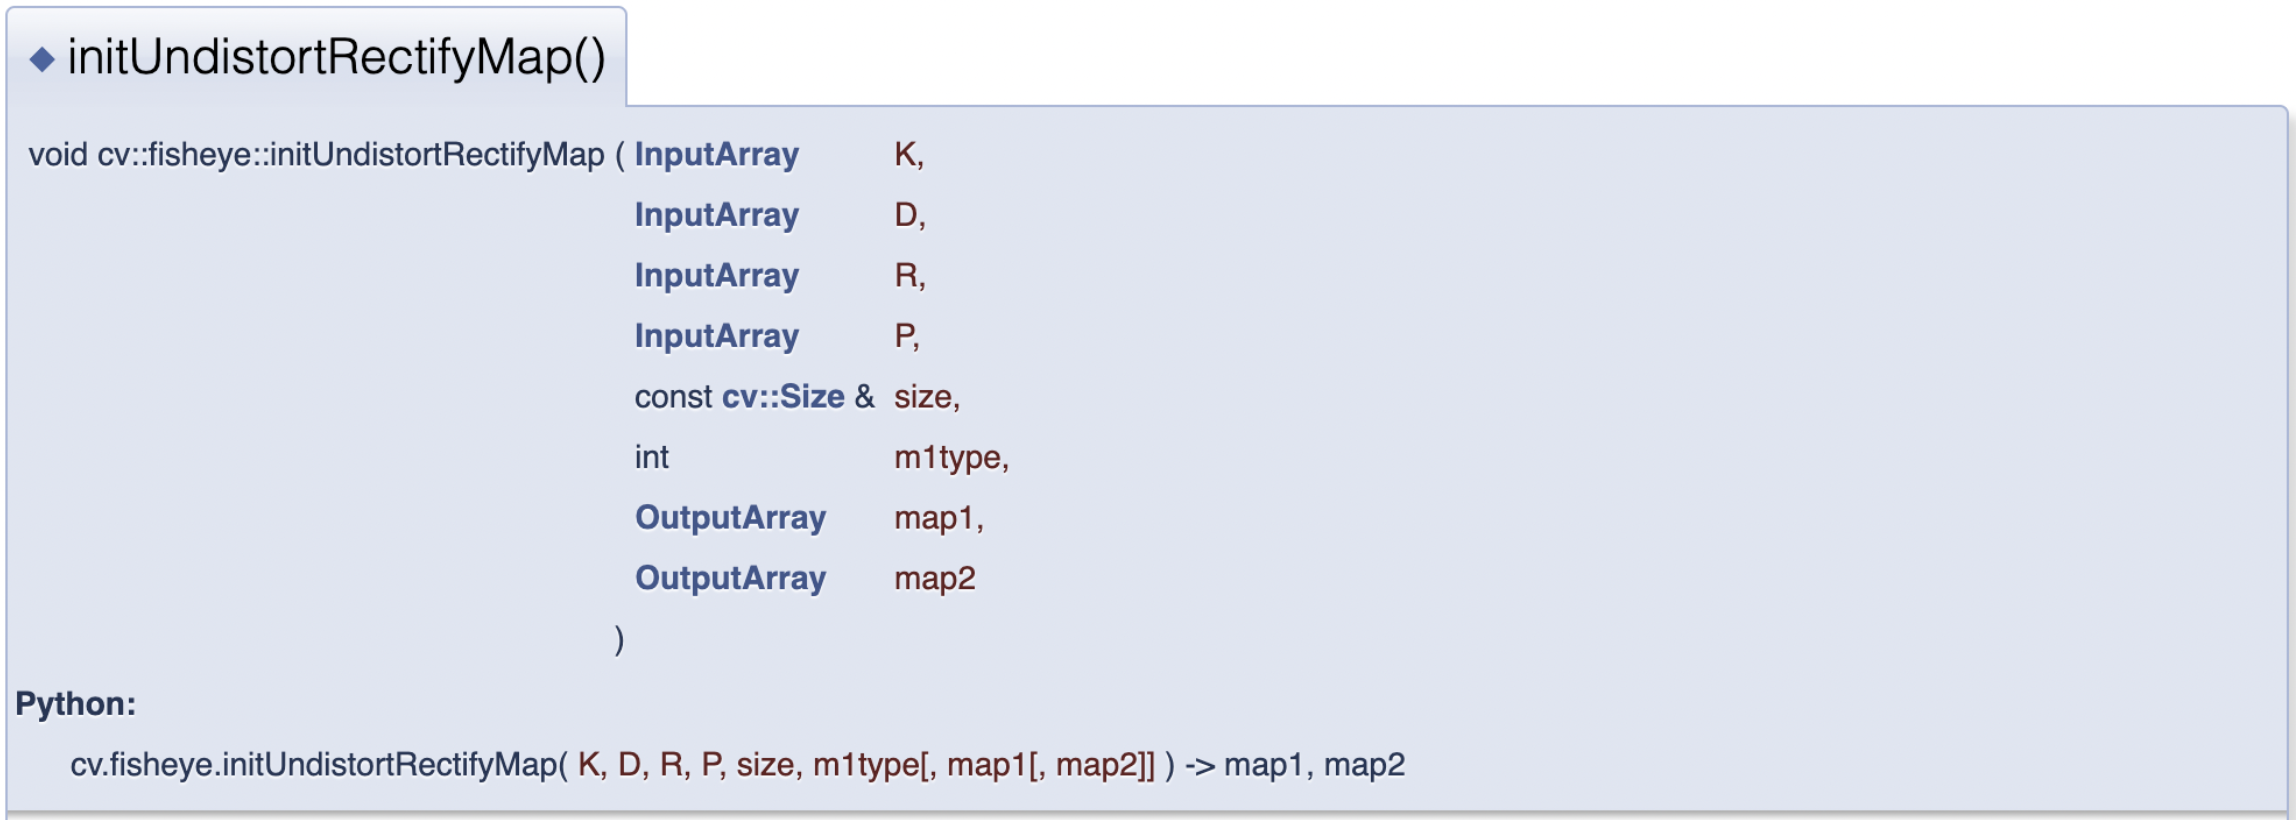 ◆ initUndistortRectifyMap()
void cv::fisheye::initUndistortRectifyMap ( InputArray K,
InputArray D,
InputArray R,
InputArray P,
const cv::Size & size,
int m1type,
OutputArray map1,
OutputArray map2
)
Python:
cv.fisheye.initUndistortRectifyMap( K, D, R, P, size, m1type[, map1[, map2]] ) -> map1, map2